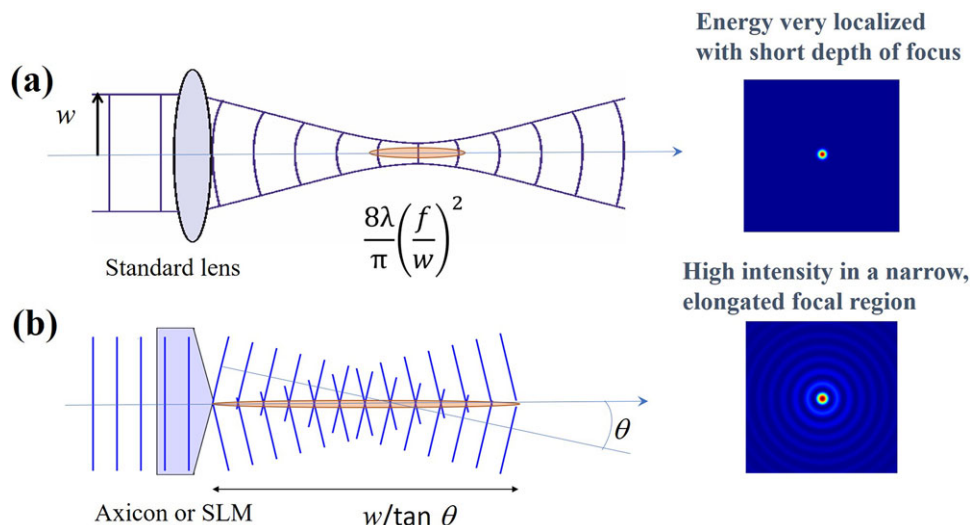 Energy very localized
with short depth of focus
(a)
w
8λ/π (f/w)²
Standard lens
High intensity in a narrow,
elongated focal region
(b)
θ
Axicon or SLM
w/tan θ